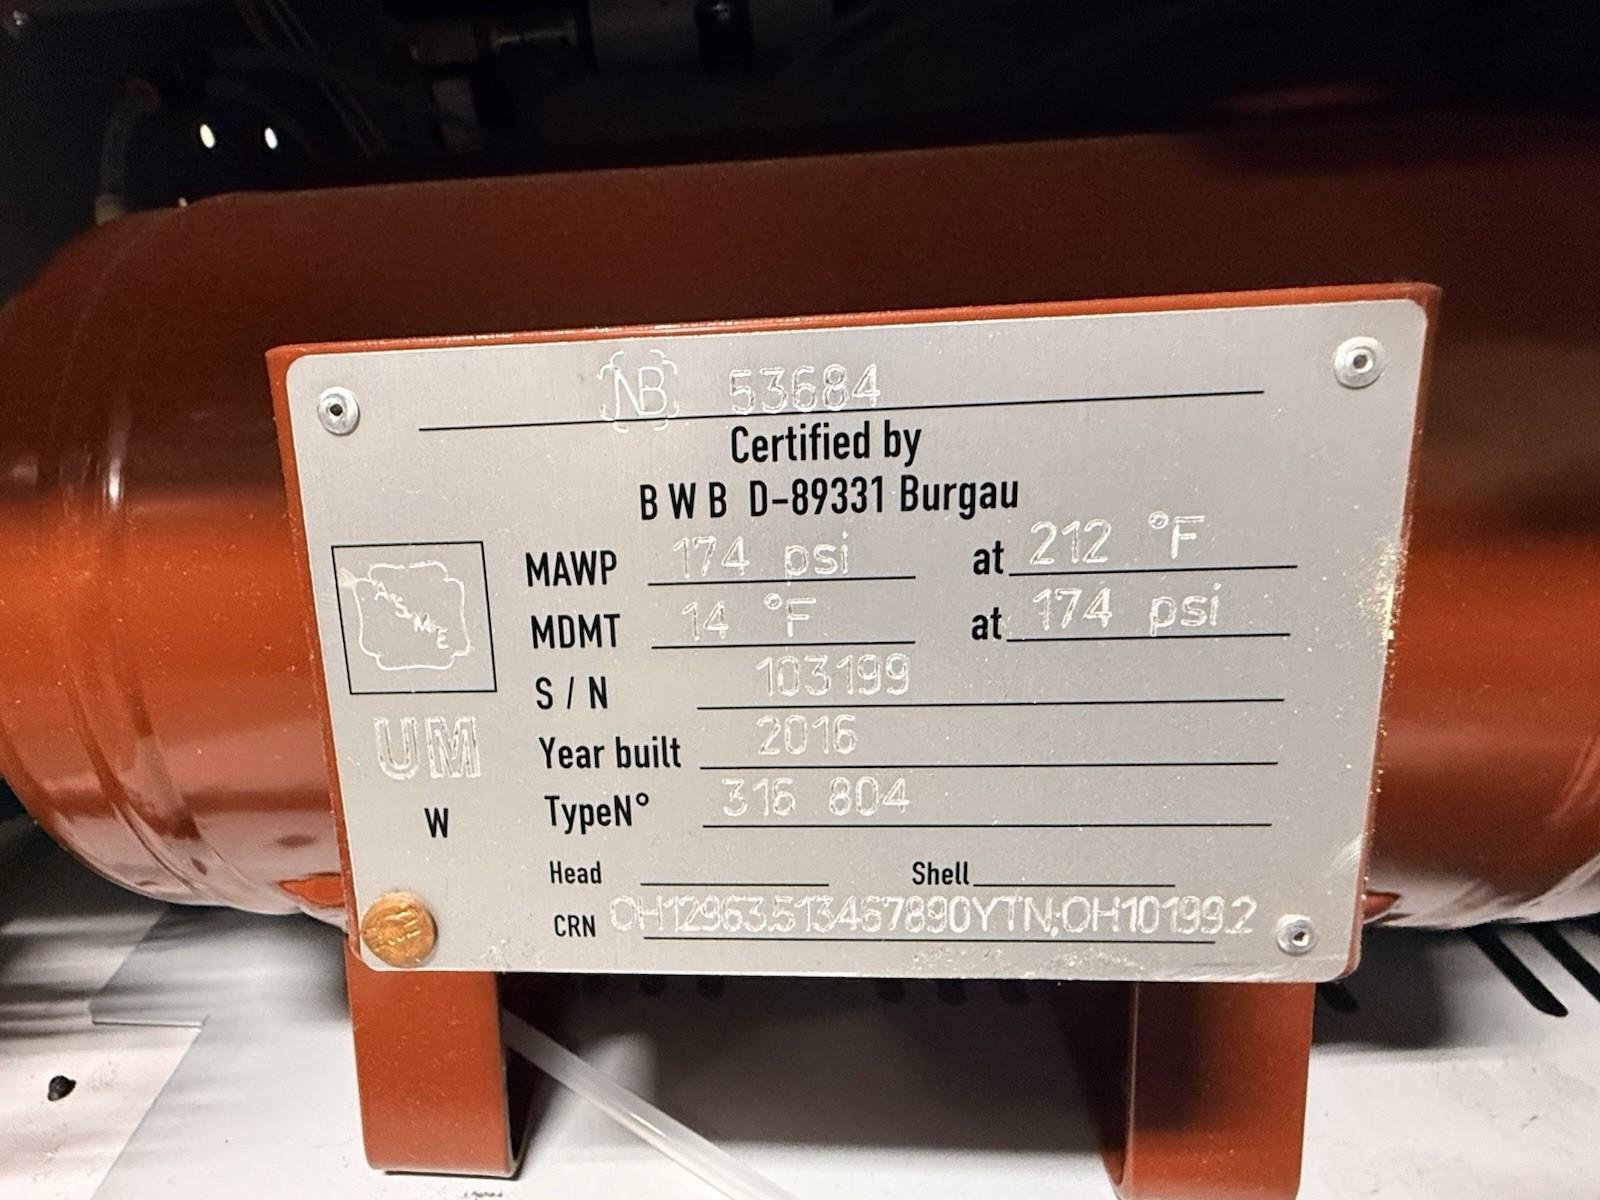 NB 53684
Certified by
B W B D-89331 Burgau
MAWP 174 psi at 212 °F
MDMT 14 °F at 174 psi
ASME
S / N 103199
Year built 2016
UM
TypeN° 316 804
W
Head Shell
CRN OH12963.513467890YTN;OH10199.2